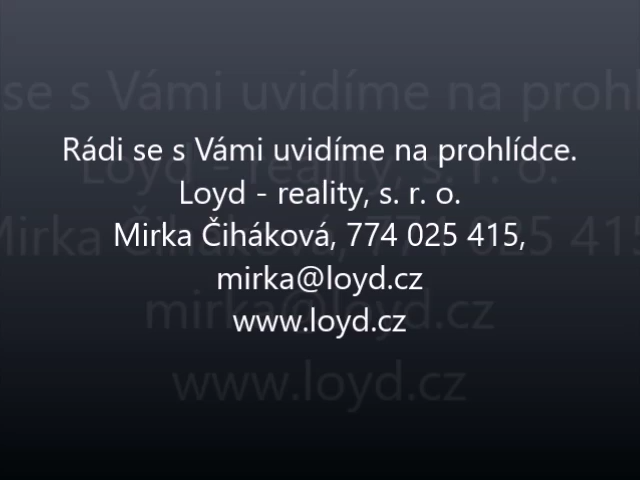 Rádi se s Vámi uvidíme na prohlídce.
Loyd - reality, s. r. o.
Mirka Čiháková, 774 025 415,
mirka@loyd.cz
www.loyd.cz